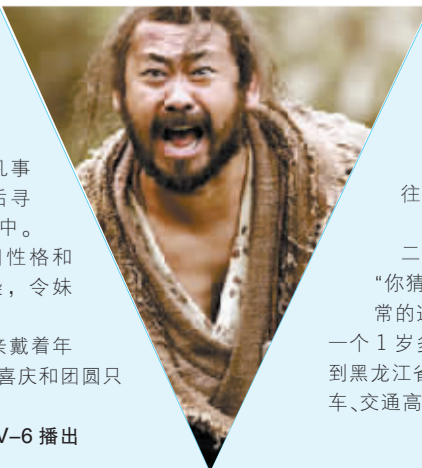 事
后寻
中。
性格和
，令妹
亲戴着年
喜庆和团圆只
V–6 播出
往
二
“你猜
常的
一个 1 岁多
到黑龙江省
车、交通高